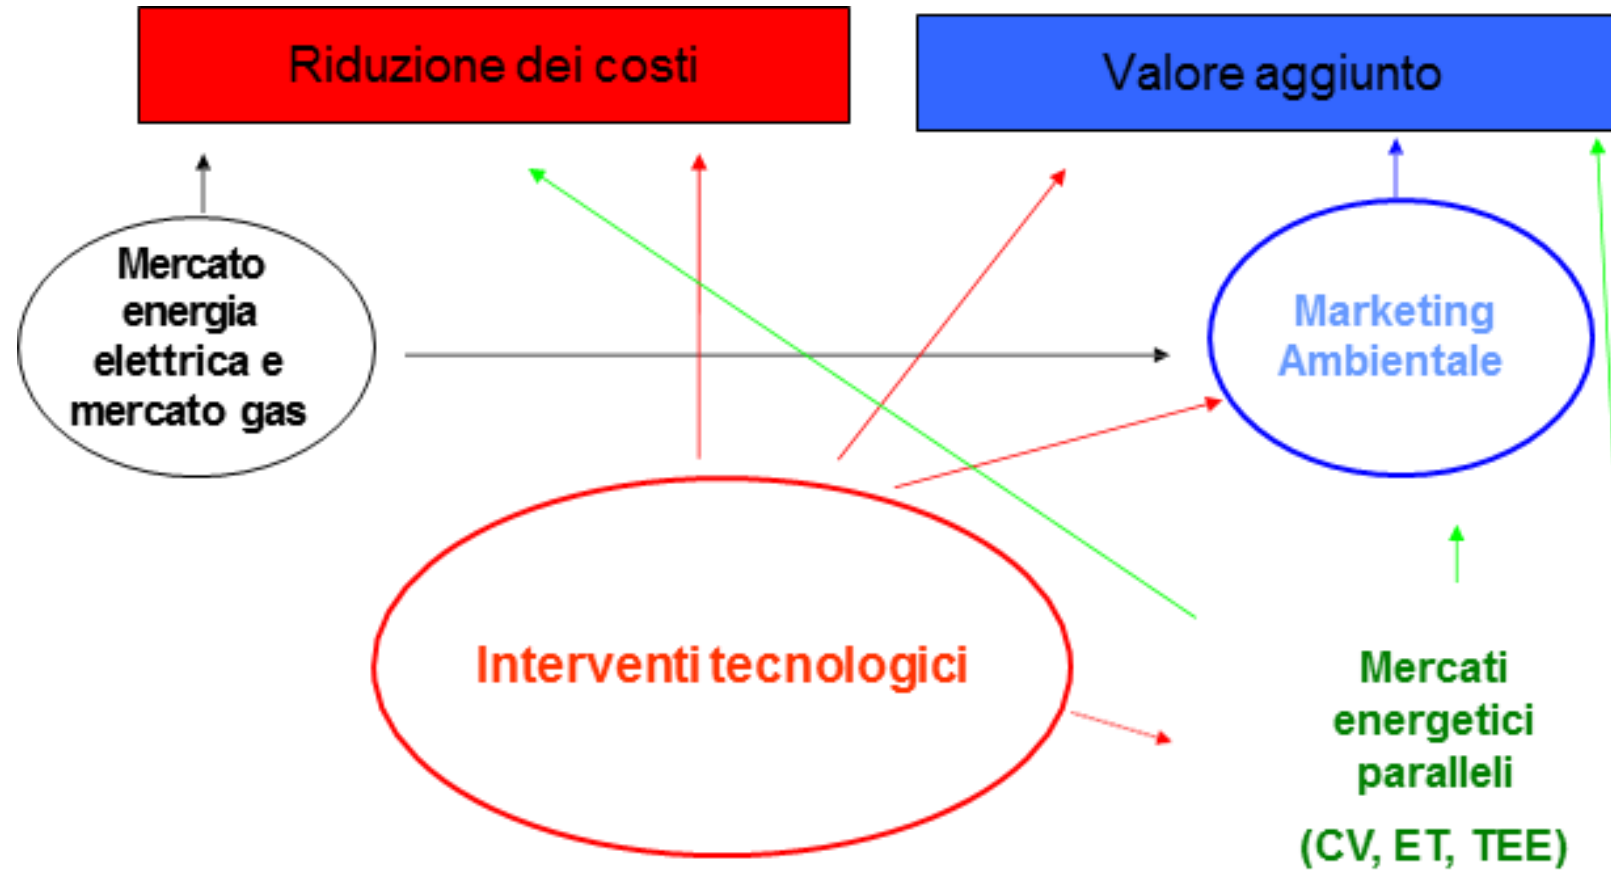 Riduzione dei costi
Valore aggiunto
Mercato
energia
elettrica e
mercato gas
Marketing
Ambientale
Interventi tecnologici
Mercati
energetici
paralleli
(CV, ET, TEE)